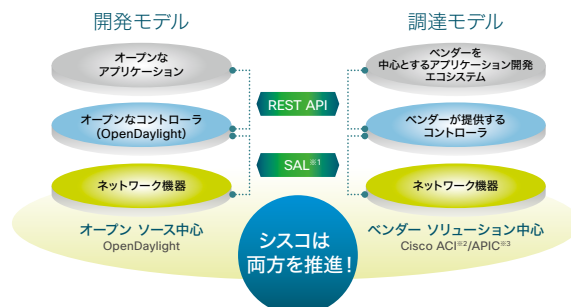 開発モデル
調達モデル
オープンな
アプリケーション
ベンダーを
中心とするアプリケーション開発
エコシステム
REST API
オープンなコントローラ
(OpenDaylight)
ベンダーが提供する
コントローラ
SAL※1
ネットワーク機器
ネットワーク機器
オープン ソース中心
OpenDaylight
ベンダー ソリューション中心
Cisco ACI※2/APIC※3
シスコは
両方を推進!